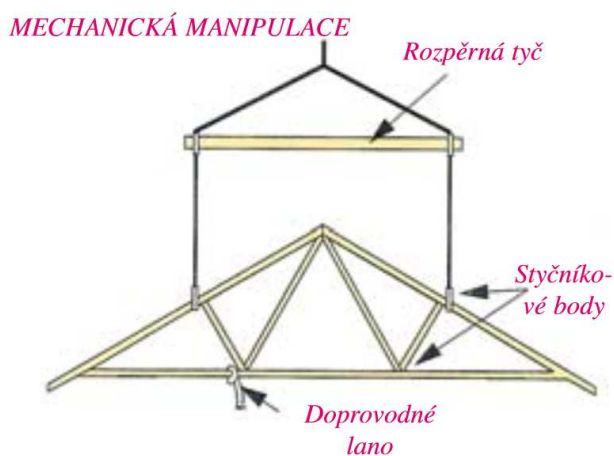 MECHANICKÁ MANIPULACE
Rozpěrná tyč
Styčníko-
vé body
Doprovodné
lano